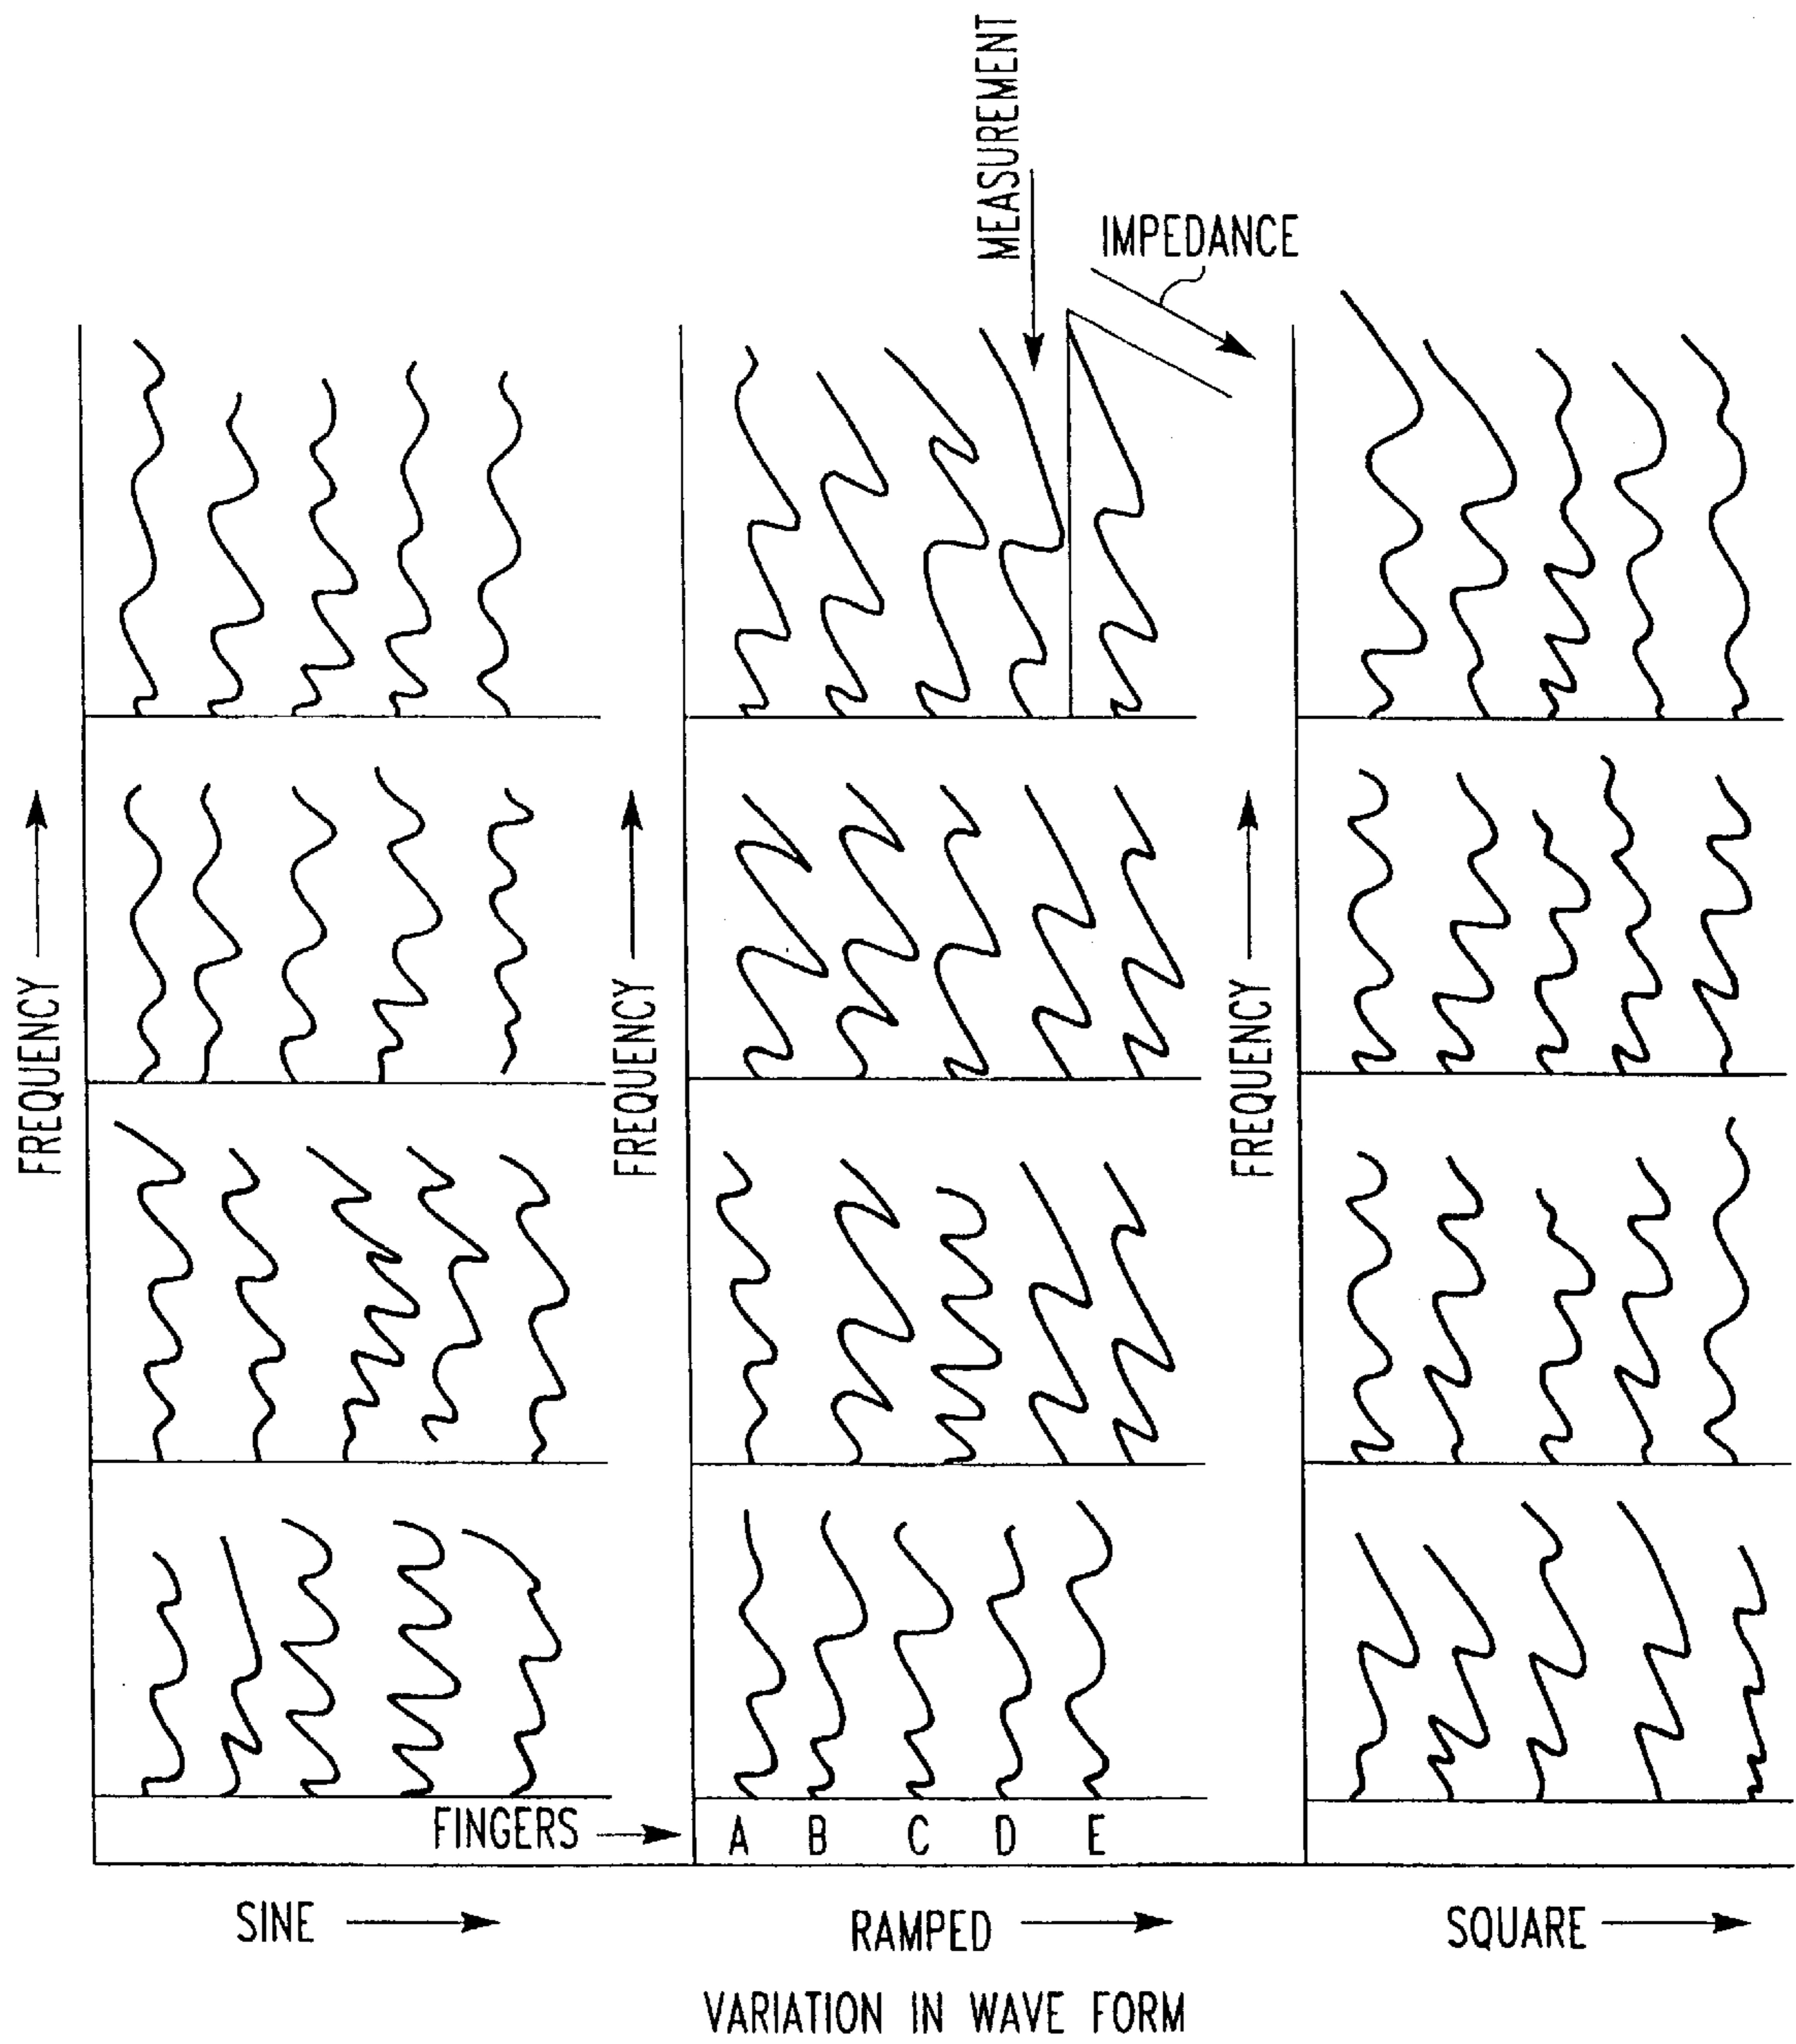 MEASUREMENT
IMPEDANCE
FREQUENCY
FREQUENCY
FREQUENCY
FINGERS
A B C D E
SINE
RAMPED
SQUARE
VARIATION IN WAVE FORM